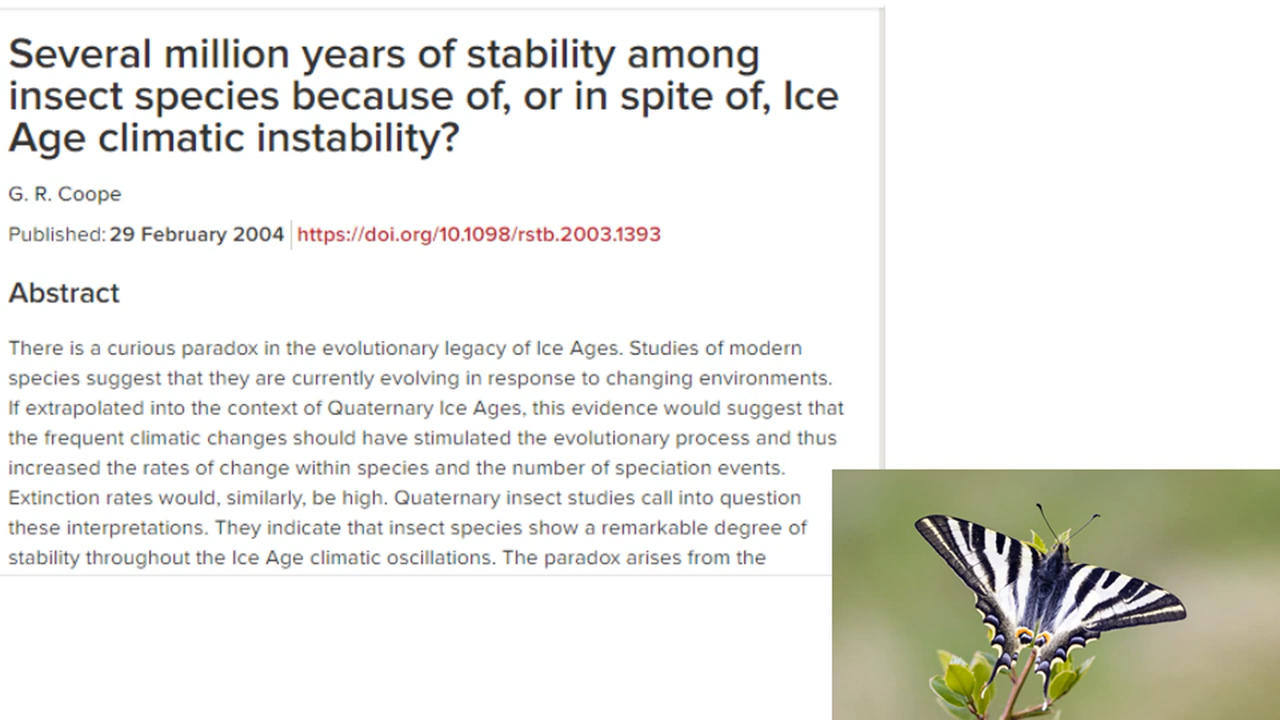 Several million years of stability among
insect species because of, or in spite of, Ice
Age climatic instability?
G. R. Coope
Published: 29 February 2004 https://doi.org/10.1098/rstb.2003.1393
Abstract
There is a curious paradox in the evolutionary legacy of Ice Ages. Studies of modern
species suggest that they are currently evolving in response to changing environments.
If extrapolated into the context of Quaternary Ice Ages, this evidence would suggest that
the frequent climatic changes should have stimulated the evolutionary process and thus
increased the rates of change within species and the number of speciation events.
Extinction rates would, similarly, be high. Quaternary insect studies call into question
these interpretations. They indicate that insect species show a remarkable degree of
stability throughout the Ice Age climatic oscillations. The paradox arises from the